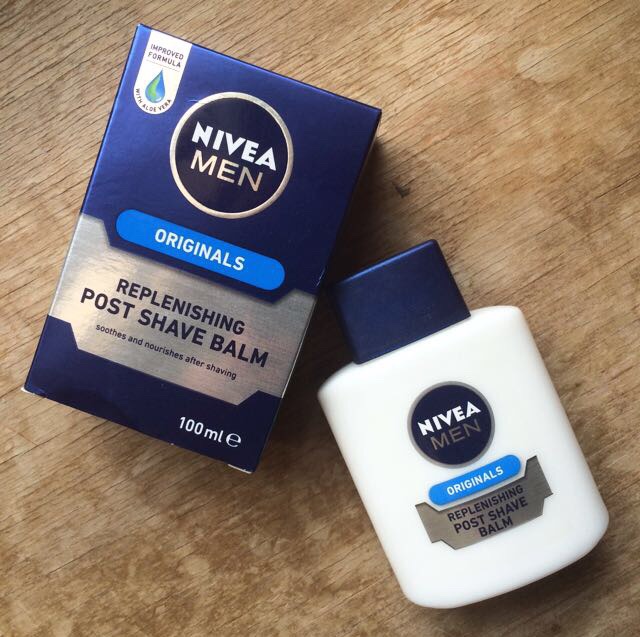 IMPROVED
FORMULA
WITH ALOE VERA
NIVEA
MEN
ORIGINALS
REPLENISHING
POST SHAVE BALM
soothes and nourishes after shaving
100 ml ℮
NIVEA
MEN
ORIGINALS
REPLENISHING
POST SHAVE
BALM